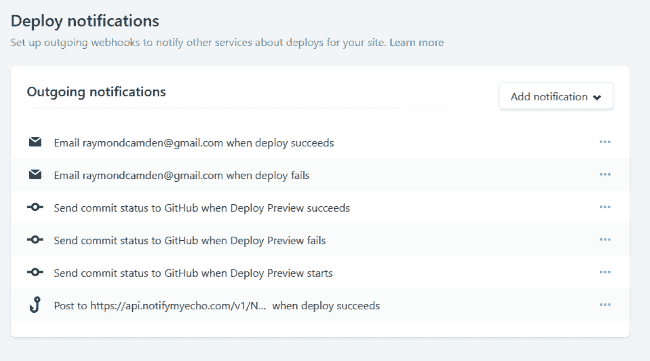 Deploy notifications
Set up outgoing webhooks to notify other services about deploys for your site. Learn more
Outgoing notifications
Add notification
Email raymondcamden@gmail.com when deploy succeeds
Email raymondcamden@gmail.com when deploy fails
Send commit status to GitHub when Deploy Preview succeeds
Send commit status to GitHub when Deploy Preview fails
Send commit status to GitHub when Deploy Preview starts
Post to https://api.notifymyecho.com/v1/N... when deploy succeeds